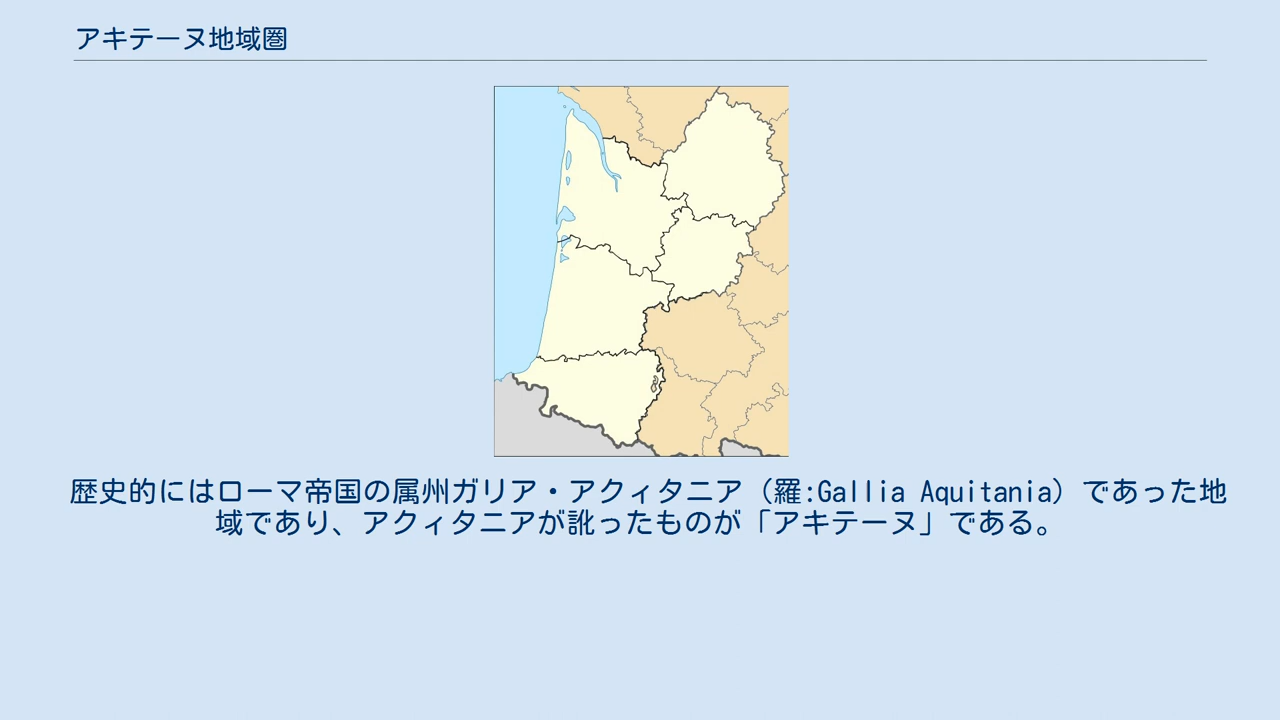 アキテーヌ地域圏
歴史的にはローマ帝国の属州ガリア・アクィタニア（羅:Gallia Aquitania）であった地
域であり、アクィタニアが訛ったものが「アキテーヌ」である。